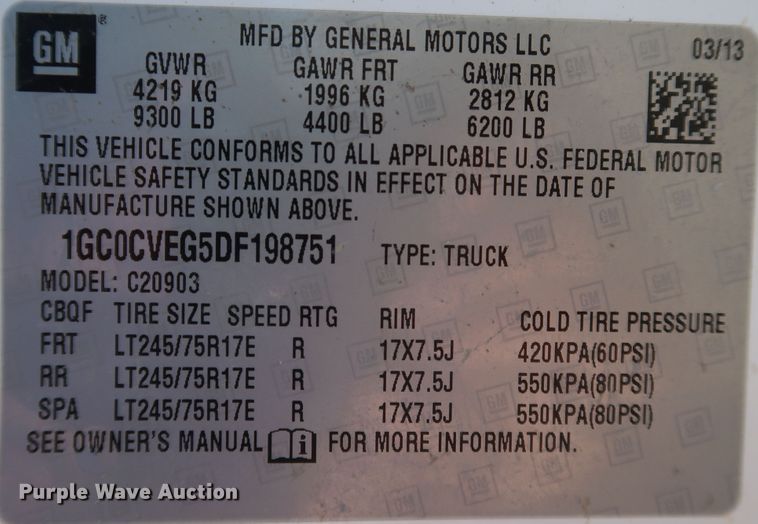 GM ® MFD BY GENERAL MOTORS LLC 03/13
GVWR GAWR FRT GAWR RR
4219 KG 1996 KG 2812 KG
9300 LB 4400 LB 6200 LB
THIS VEHICLE CONFORMS TO ALL APPLICABLE U.S. FEDERAL MOTOR
VEHICLE SAFETY STANDARDS IN EFFECT ON THE DATE OF
MANUFACTURE SHOWN ABOVE.
1GC0CVEG5DF198751 TYPE: TRUCK
MODEL: C20903
CBQF TIRE SIZE SPEED RTG RIM COLD TIRE PRESSURE
FRT LT245/75R17E R 17X7.5J 420KPA(60PSI)
RR LT245/75R17E R 17X7.5J 550KPA(80PSI)
SPA LT245/75R17E R 17X7.5J 550KPA(80PSI)
SEE OWNER'S MANUAL i FOR MORE INFORMATION.
Purple Wave Auction